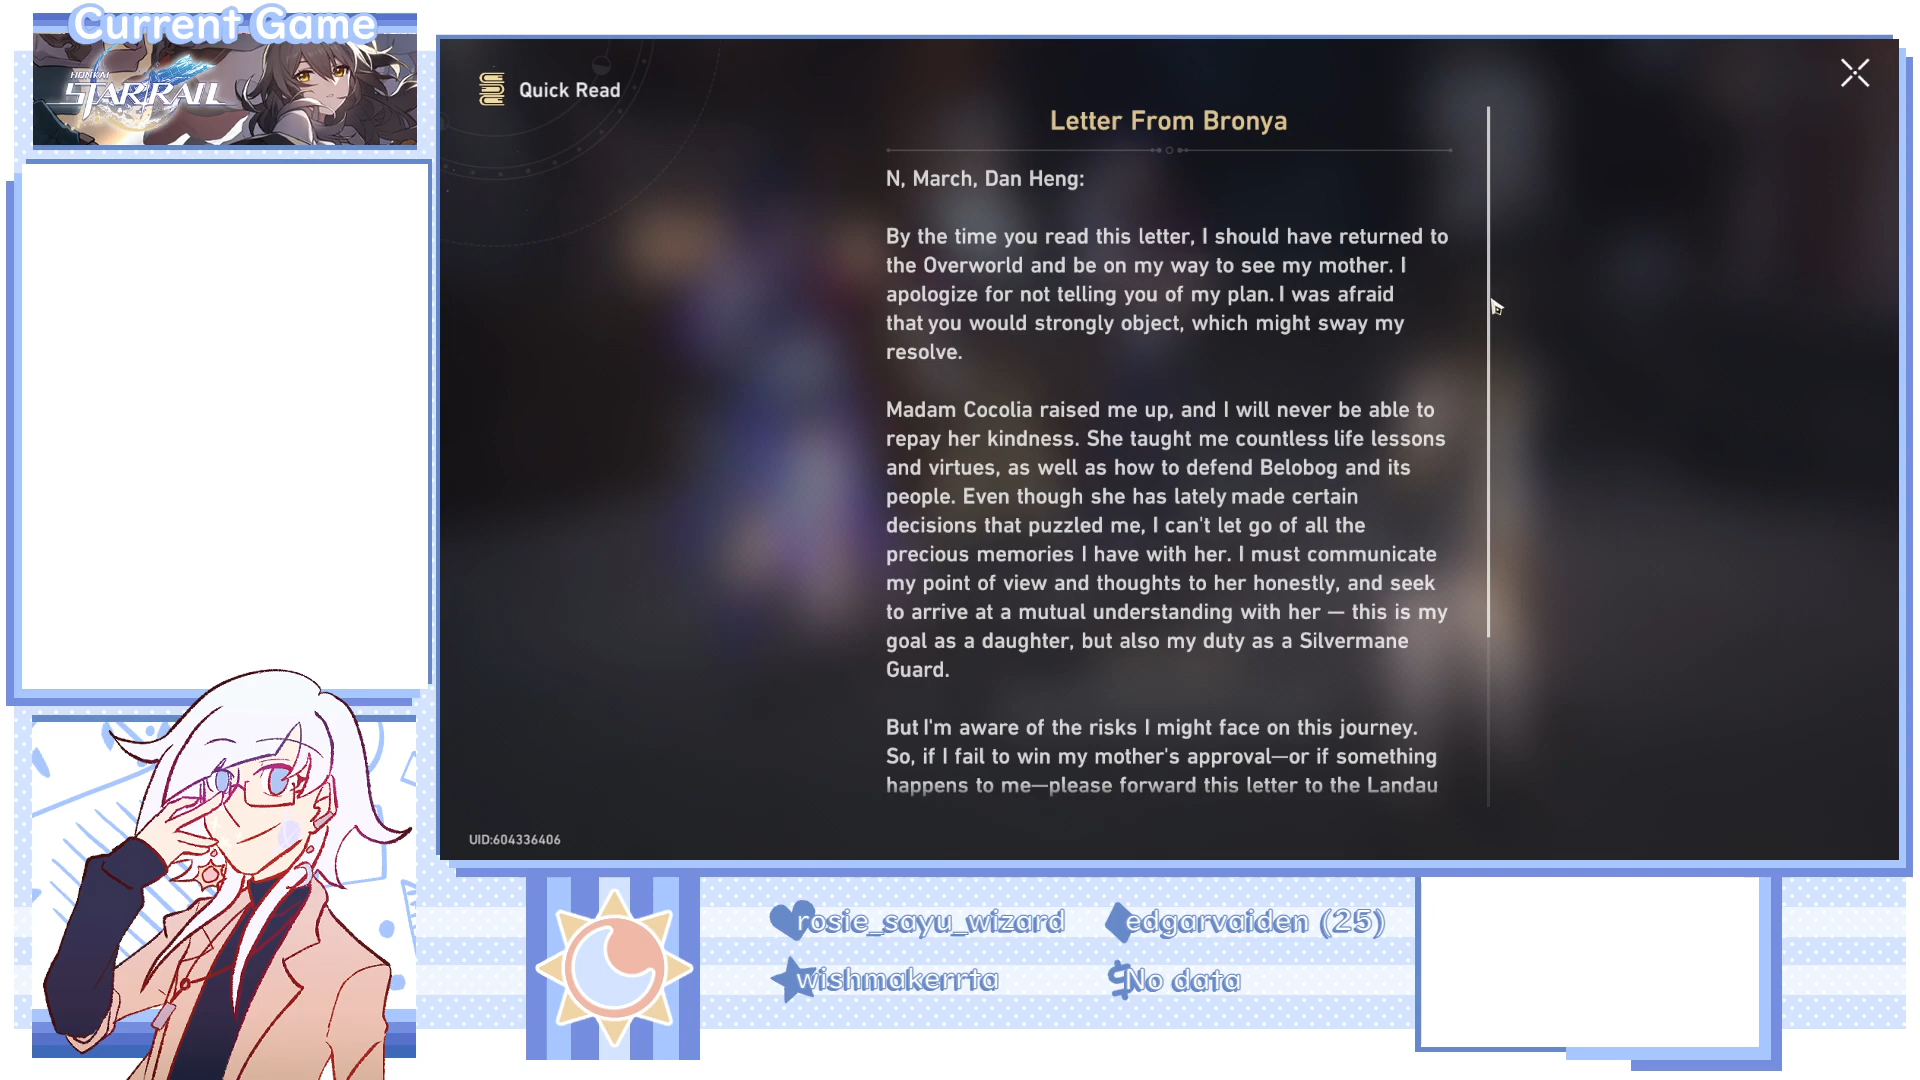 Current Game
HONKAI
STAR RAIL
Quick Read
Letter From Bronya
N, March, Dan Heng:
By the time you read this letter, I should have returned to
the Overworld and be on my way to see my mother. I
apologize for not telling you of my plan. I was afraid
that you would strongly object, which might sway my
resolve.
Madam Cocolia raised me up, and I will never be able to
repay her kindness. She taught me countless life lessons
and virtues, as well as how to defend Belobog and its
people. Even though she has lately made certain
decisions that puzzled me, I can't let go of all the
precious memories I have with her. I must communicate
my point of view and thoughts to her honestly, and seek
to arrive at a mutual understanding with her — this is my
goal as a daughter, but also my duty as a Silvermane
Guard.
But I'm aware of the risks I might face on this journey.
So, if I fail to win my mother's approval—or if something
happens to me—please forward this letter to the Landau
UID:604336406
rosie_sayu_wizard
edgarvaiden (25)
wishmakerrta
$No data